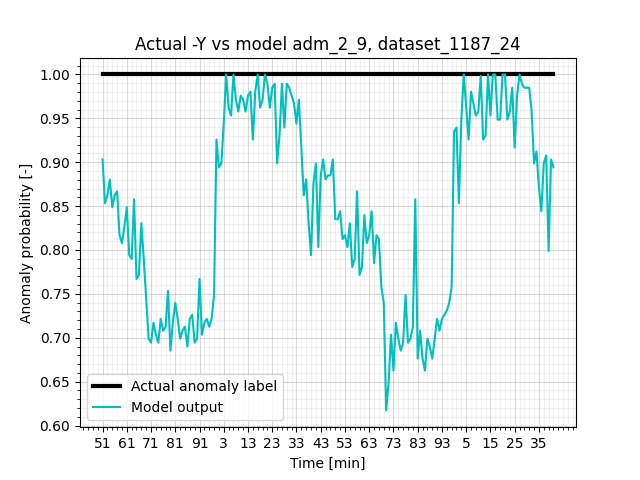 Actual -Y vs model adm_2_9, dataset_1187_24
Anomaly probability [-]
1.00
0.95
0.90
0.85
0.80
0.75
0.70
0.65
0.60
Actual anomaly label
Model output
51 61 71 81 91 3 13 23 33 43 53 63 73 83 93 5 15 25 35
Time [min]